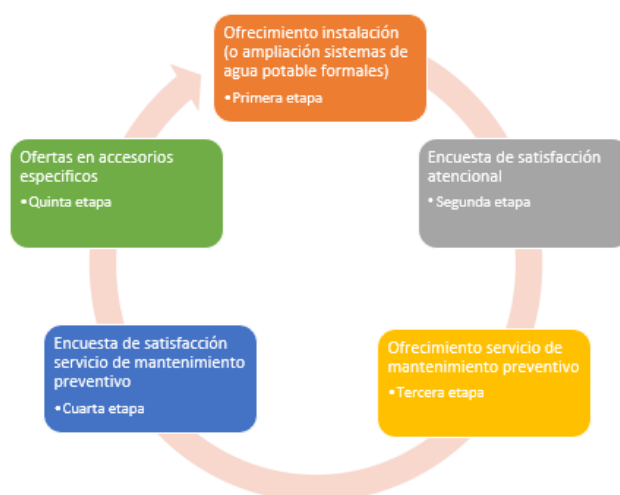 Ofrecimiento instalación
(o ampliación sistemas de
agua potable formales)
•Primera etapa
Encuesta de satisfacción
atencional
•Segunda etapa
Ofrecimiento servicio de
mantenimiento preventivo
•Tercera etapa
Encuesta de satisfacción
servicio de mantenimiento
preventivo
•Cuarta etapa
Ofertas en accesorios
especificos
•Quinta etapa